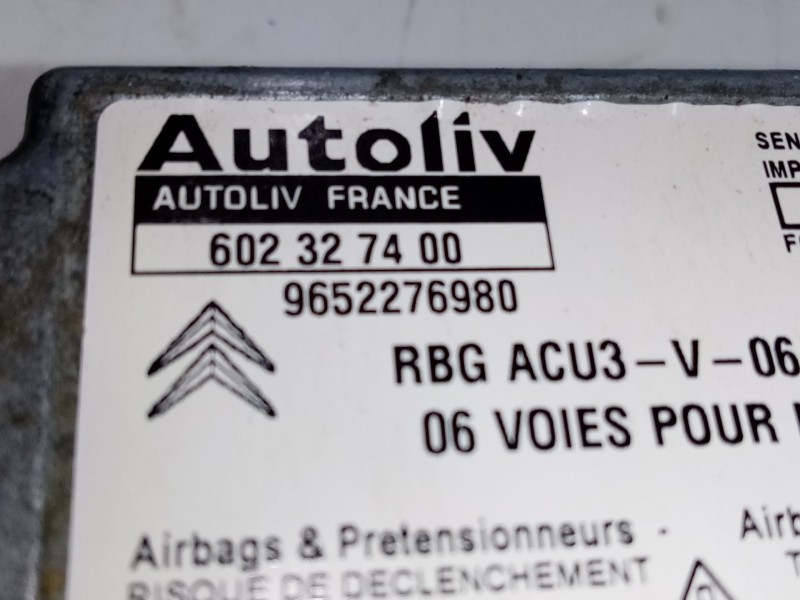 Autoliv
AUTOLIV FRANCE
602 32 74 00
9652276980
RBG ACU3-V-06
06 VOIES POUR
Airbags & Pretensionneurs -
RISQUE DE DECLENCHEMENT